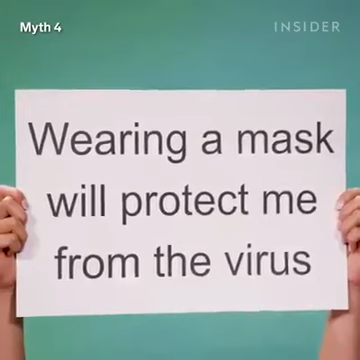 Myth 4
INSIDER
Wearing a mask
will protect me
from the virus